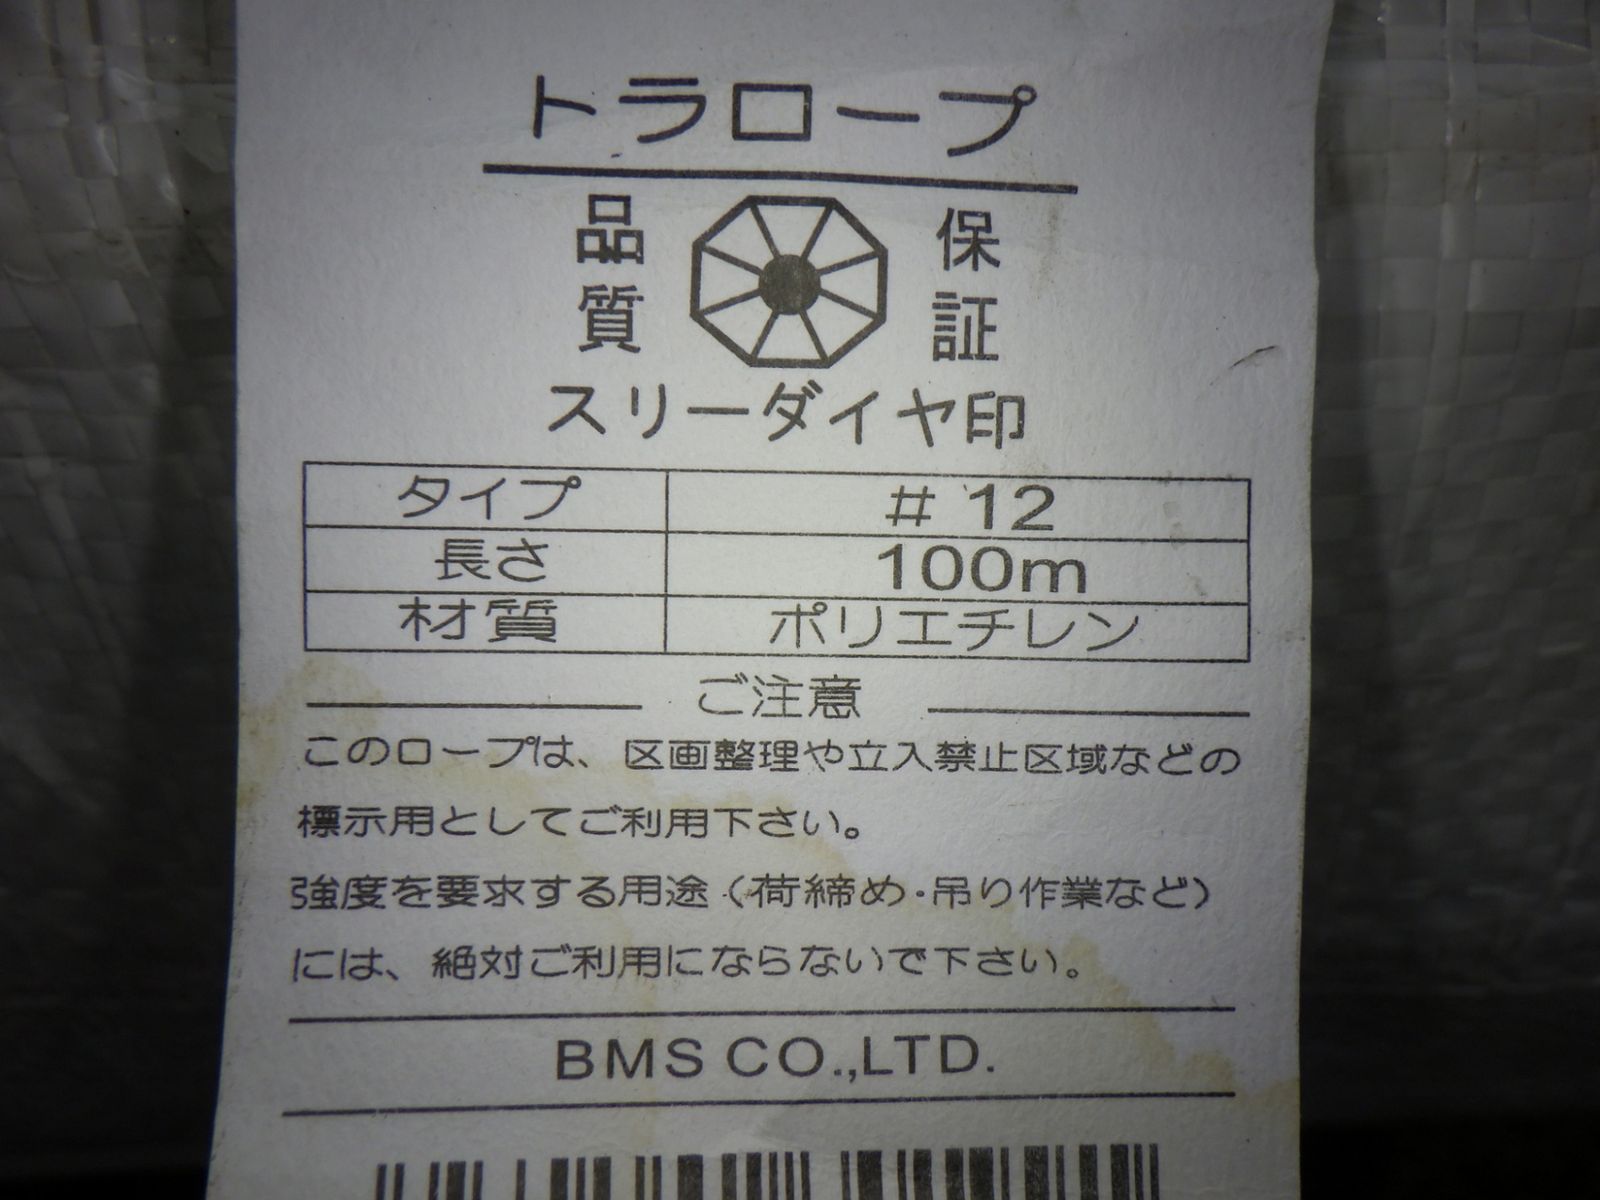 トラロープ
品質 保証
スリーダイヤ印
タイプ # 12
長さ 100m
材質 ポリエチレン
ご注意
このロープは、区画整理や立入禁止区域などの
標示用としてご利用下さい。
強度を要求する用途（荷締め・吊り作業など）
には、絶対ご利用にならないで下さい。
BMS CO.,LTD.